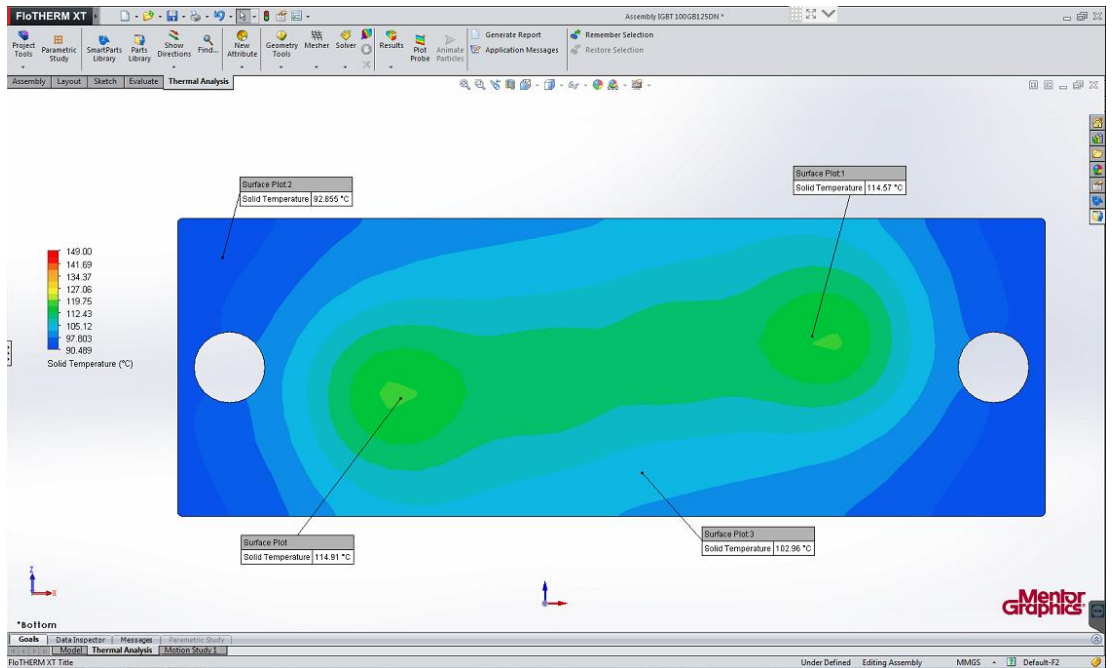 FloTHERM XT
Assembly IGBT 100GB125DN *
Project Tools
Parametric Study
SmartParts Library
Parts Library
Show Directions
Find...
New Attribute
Geometry Tools
Mesher
Solver
Results
Plot Probe
Animate Particles
Generate Report
Application Messages
Remember Selection
Restore Selection
Assembly
Layout
Sketch
Evaluate
Thermal Analysis
Surface Plot 2
Solid Temperature 92.855 °C
Surface Plot 1
Solid Temperature 114.57 °C
149.00
141.69
134.37
127.06
119.75
112.43
105.12
97.803
90.489
Solid Temperature (°C)
Surface Plot
Solid Temperature 114.91 °C
Surface Plot 3
Solid Temperature 102.96 °C
Z
X
Mentor Graphics
*Bottom
Goals
Data Inspector
Messages
Parametric Study
Model
Thermal Analysis
Motion Study 1
FloTHERM XT Title
Under Defined
Editing Assembly
MMGS
Default-F2